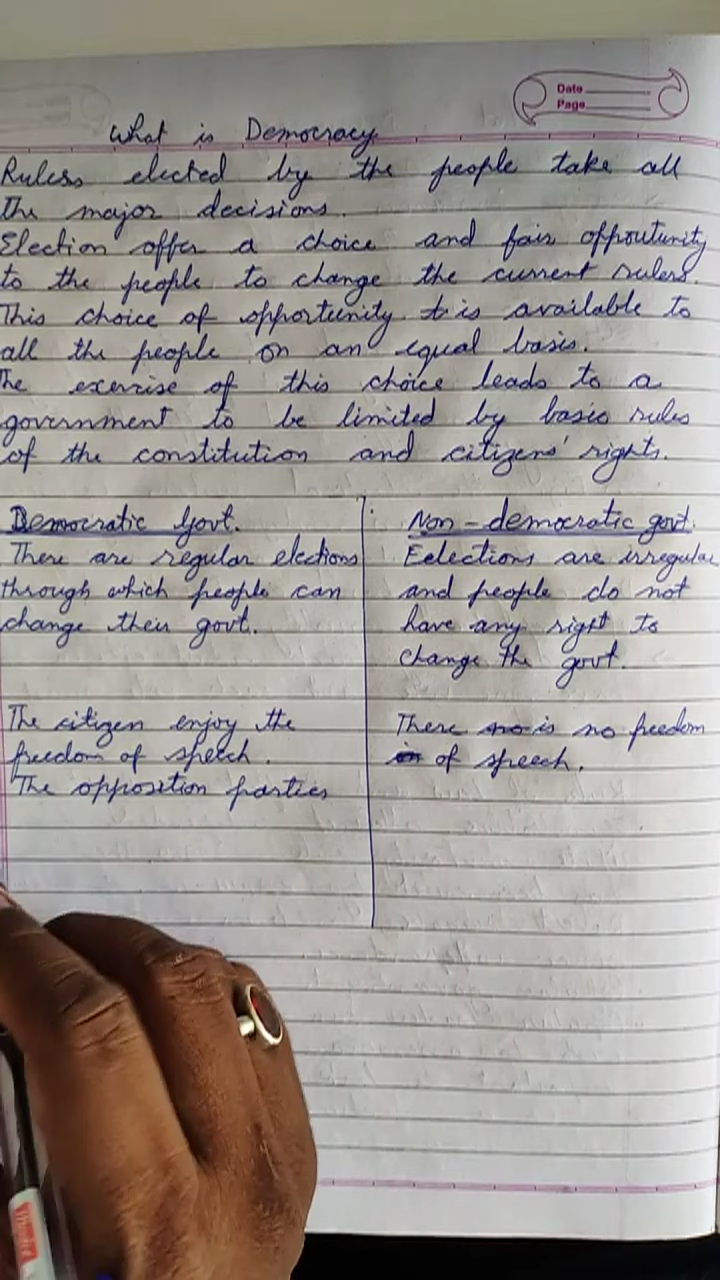 Date
Page
What is Democracy
Rulers elected by the people take all
the major decisions.
Election offer a choice and fair opportunity
to the people to change the current rulers.
This choice of opportunity is available to
all the people on an equal basis.
The exercise of this choice leads to a
government to be limited by basic rules
of the constitution and citizens' rights.
Democratic Govt.
There are regular elections
through which people can
change their govt.
The citizen enjoy the
freedom of speech.
The opposition parties
Non-democratic govt.
Eelections are irregular
and people do not
have any right to
change the govt.
There is no freedom
of speech.